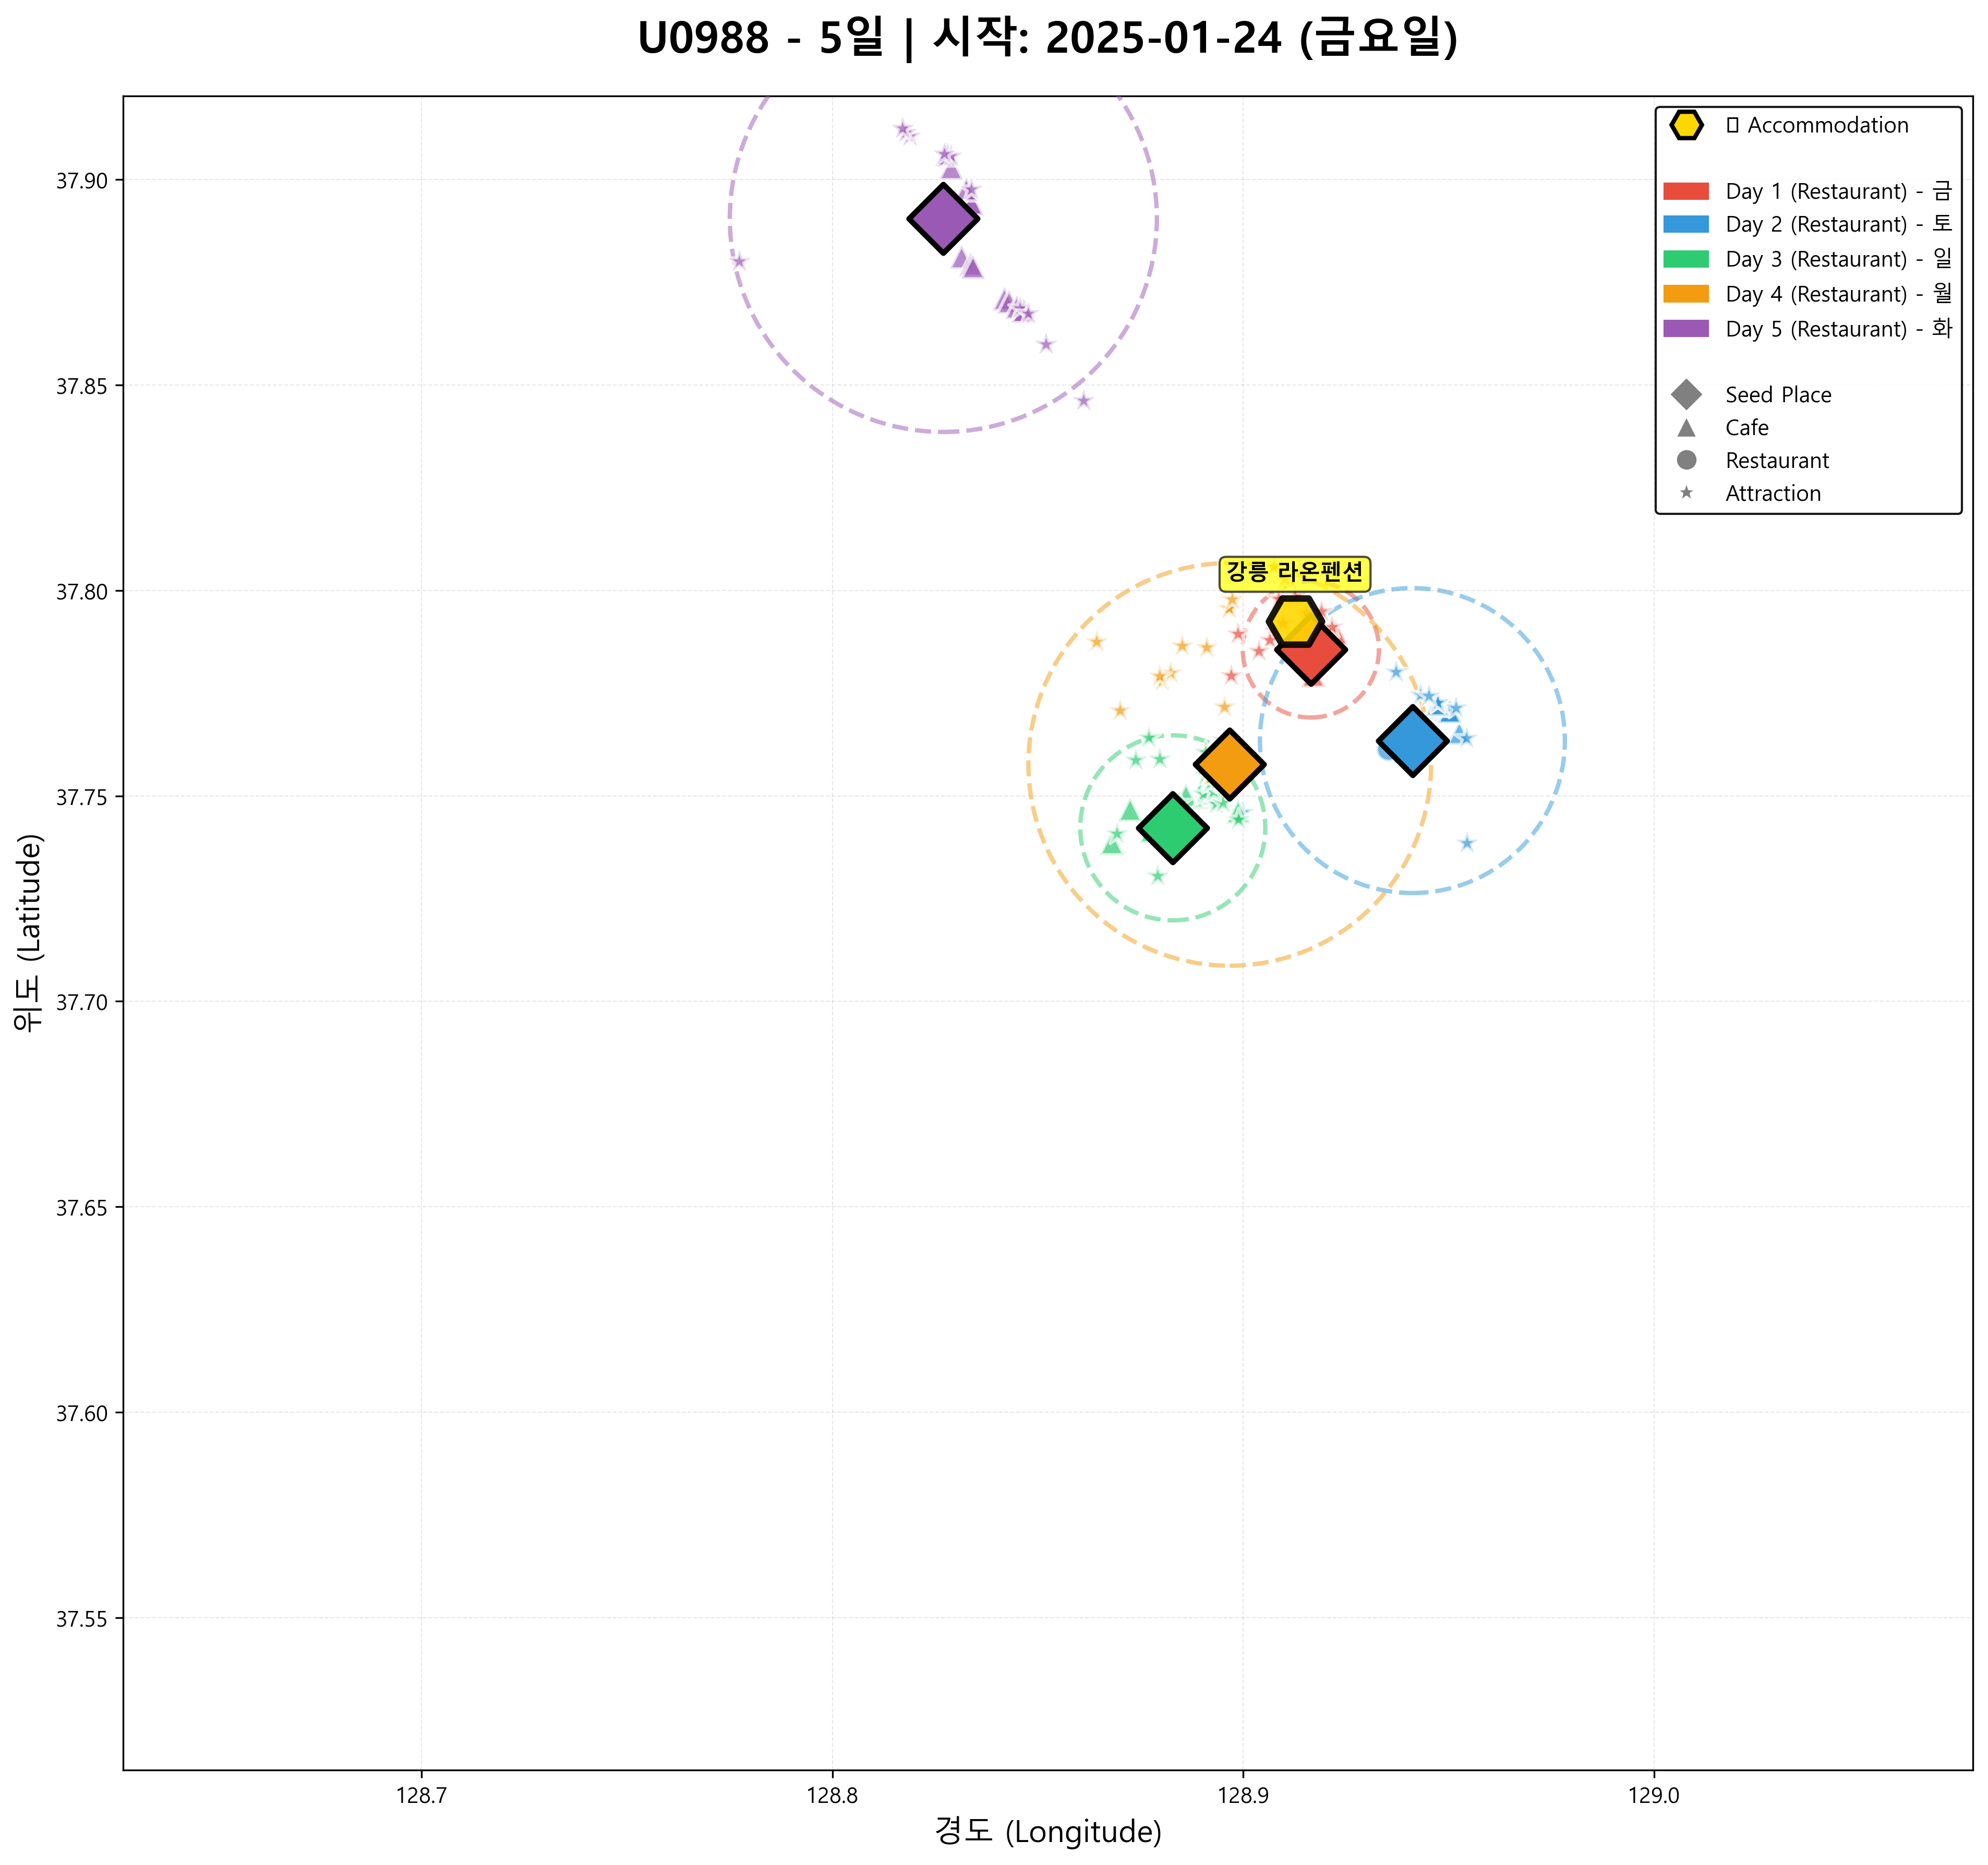 U0988 - 5일 | 시작: 2025-01-24 (금요일)
Accommodation
Day 1 (Restaurant) - 금
Day 2 (Restaurant) - 토
Day 3 (Restaurant) - 일
Day 4 (Restaurant) - 월
Day 5 (Restaurant) - 화
Seed Place
Cafe
Restaurant
Attraction
강릉 라온펜션
위도 (Latitude)
37.90
37.85
37.80
37.75
37.70
37.65
37.60
37.55
128.7
128.8
128.9
129.0
경도 (Longitude)